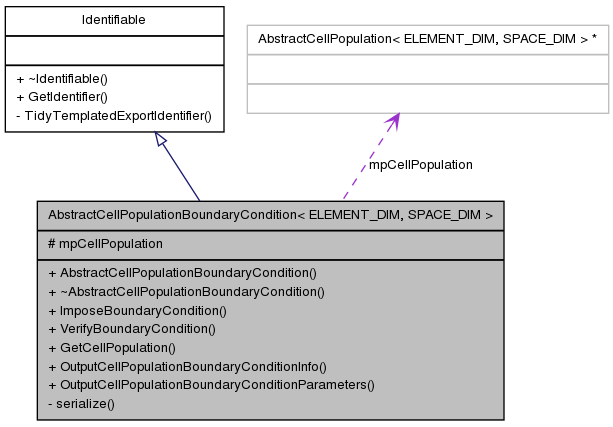 Identifiable
+ ~Identifiable()
+ GetIdentifier()
- TidyTemplatedExportIdentifier()
AbstractCellPopulation< ELEMENT_DIM, SPACE_DIM > *
mpCellPopulation
AbstractCellPopulationBoundaryCondition< ELEMENT_DIM, SPACE_DIM >
# mpCellPopulation
+ AbstractCellPopulationBoundaryCondition()
+ ~AbstractCellPopulationBoundaryCondition()
+ ImposeBoundaryCondition()
+ VerifyBoundaryCondition()
+ GetCellPopulation()
+ OutputCellPopulationBoundaryConditionInfo()
+ OutputCellPopulationBoundaryConditionParameters()
- serialize()